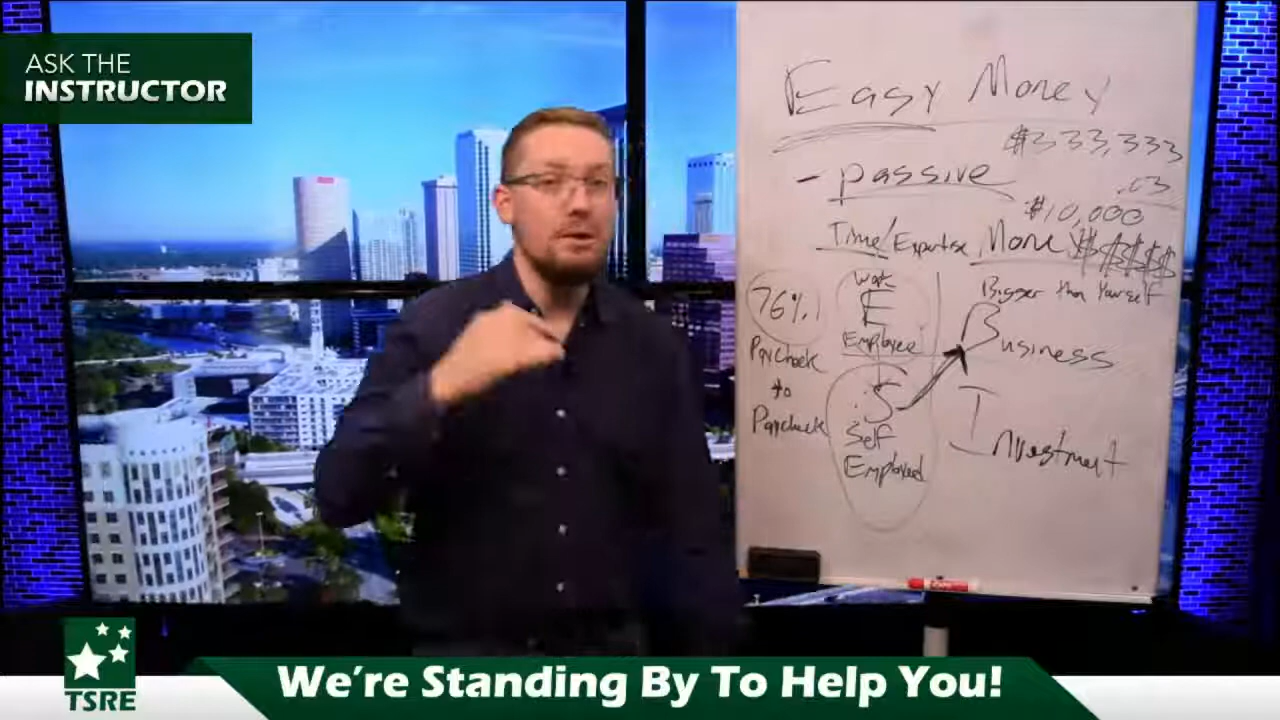 ASK THE
INSTRUCTOR
Easy Money
$333,333
- passive
.03
$10,000
Time/Expertise, Money $$$$$
Bigger than Yourself
76%
Work
E
Employee
Business
Paycheck
to
Paycheck
S
Self
Employed
Investment
TSRE
We're Standing By To Help You!